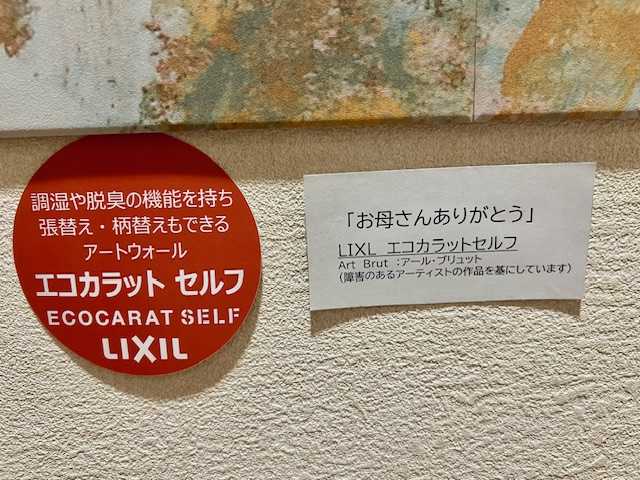 調湿や脱臭の機能を持ち
張替え・柄替えもできる
アートウォール
エコカラット セルフ
ECOCARAT SELF
LIXIL
「お母さんありがとう」
LIXL エコカラットセルフ
Art Brut :アール・ブリュット
(障害のあるアーティストの作品を基にしています)